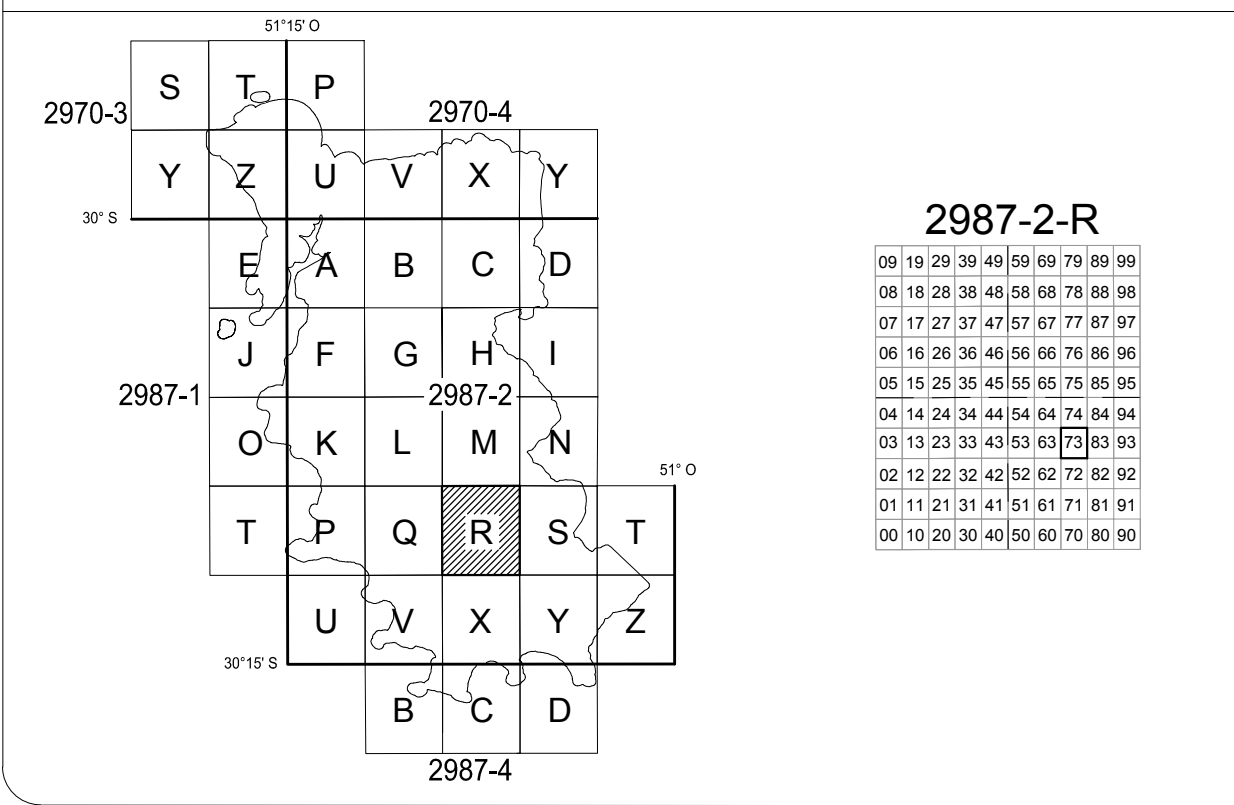 51°15' O
S T P
2970-3
2970-4
Y Z U V X Y
30° S
E A B C D
J F G H I
2987-1
2987-2
O K L M N
51° O
T P Q R S T
U V X Y Z
30°15' S
B C D
2987-4
2987-2-R
09 19 29 39 49 59 69 79 89 99
08 18 28 38 48 58 68 78 88 98
07 17 27 37 47 57 67 77 87 97
06 16 26 36 46 56 66 76 86 96
05 15 25 35 45 55 65 75 85 95
04 14 24 34 44 54 64 74 84 94
03 13 23 33 43 53 63 73 83 93
02 12 22 32 42 52 62 72 82 92
01 11 21 31 41 51 61 71 81 91
00 10 20 30 40 50 60 70 80 90